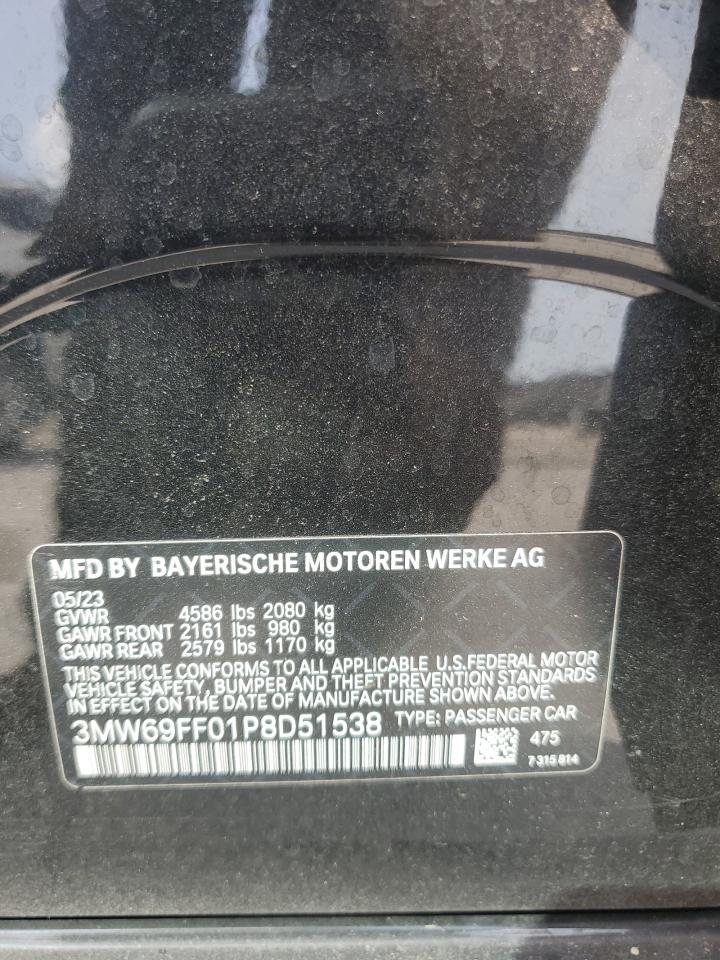 MFD BY BAYERISCHE MOTOREN WERKE AG
05/23
GVWR 4586 lbs 2080 kg
GAWR FRONT 2161 lbs 980 kg
GAWR REAR 2579 lbs 1170 kg
THIS VEHICLE CONFORMS TO ALL APPLICABLE U.S.FEDERAL MOTOR
VEHICLE SAFETY, BUMPER AND THEFT PREVENTION STANDARDS
IN EFFECT ON THE DATE OF MANUFACTURE SHOWN ABOVE.
3MW69FF01P8D51538 TYPE: PASSENGER CAR
475
7 315 814